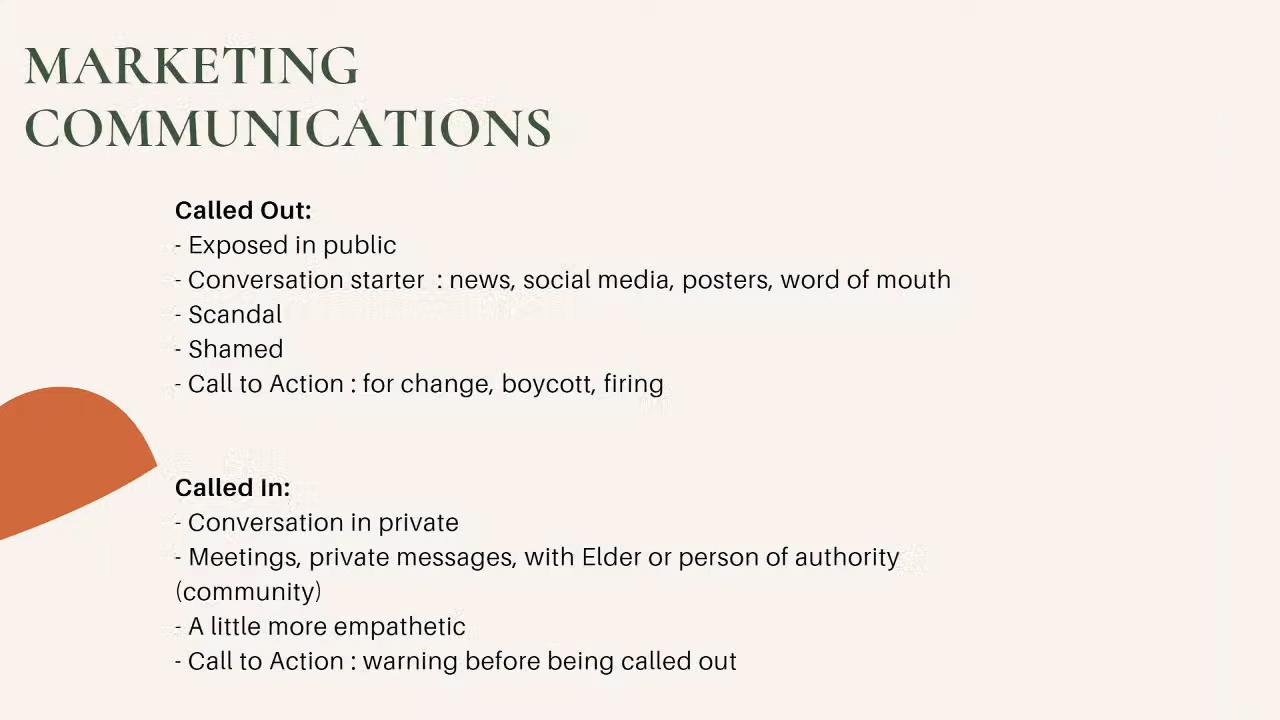 MARKETING
COMMUNICATIONS
Called Out:
- Exposed in public
- Conversation starter  : news, social media, posters, word of mouth
- Scandal
- Shamed
- Call to Action : for change, boycott, firing
Called In:
- Conversation in private
- Meetings, private messages, with Elder or person of authority
(community)
- A little more empathetic
- Call to Action : warning before being called out